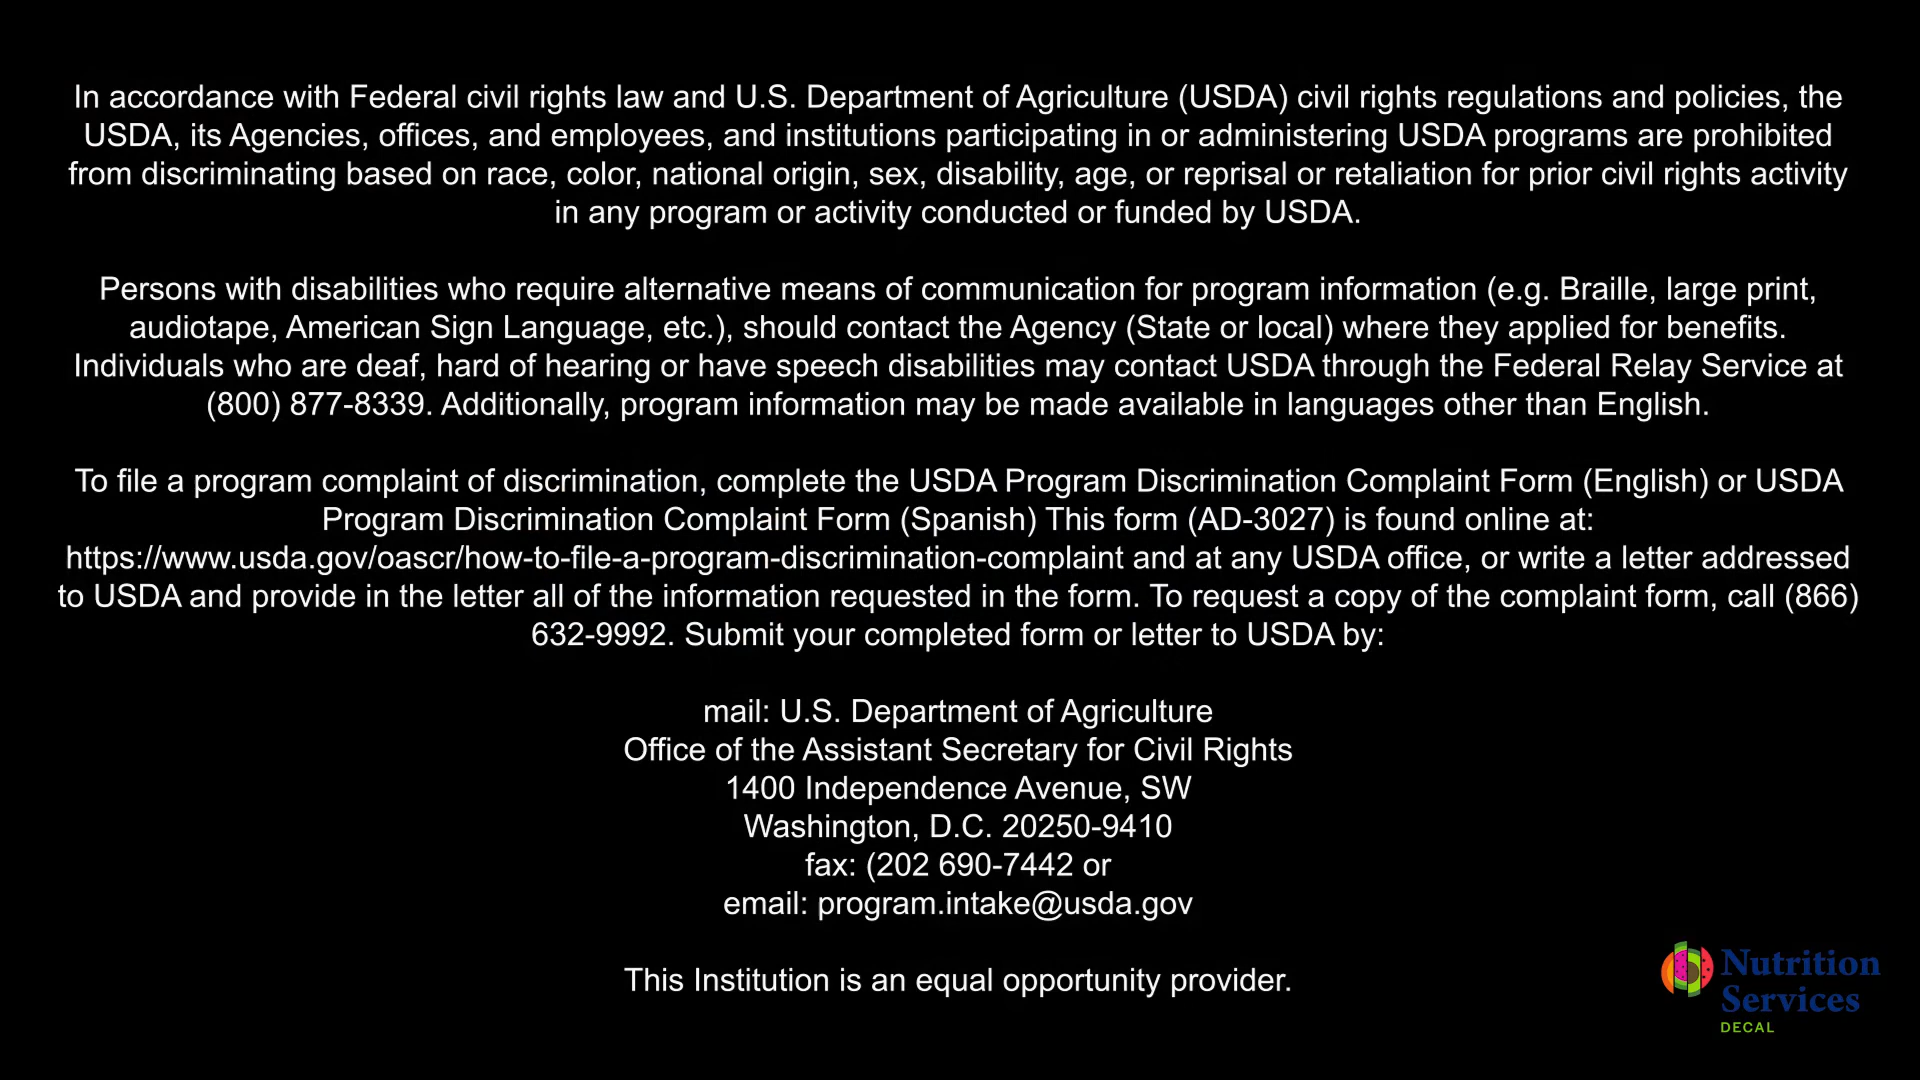 In accordance with Federal civil rights law and U.S. Department of Agriculture (USDA) civil rights regulations and policies, the
USDA, its Agencies, offices, and employees, and institutions participating in or administering USDA programs are prohibited
from discriminating based on race, color, national origin, sex, disability, age, or reprisal or retaliation for prior civil rights activity
in any program or activity conducted or funded by USDA.
Persons with disabilities who require alternative means of communication for program information (e.g. Braille, large print,
audiotape, American Sign Language, etc.), should contact the Agency (State or local) where they applied for benefits.
Individuals who are deaf, hard of hearing or have speech disabilities may contact USDA through the Federal Relay Service at
(800) 877-8339. Additionally, program information may be made available in languages other than English.
To file a program complaint of discrimination, complete the USDA Program Discrimination Complaint Form (English) or USDA
Program Discrimination Complaint Form (Spanish) This form (AD-3027) is found online at:
https://www.usda.gov/oascr/how-to-file-a-program-discrimination-complaint and at any USDA office, or write a letter addressed
to USDA and provide in the letter all of the information requested in the form. To request a copy of the complaint form, call (866)
632-9992. Submit your completed form or letter to USDA by:
mail: U.S. Department of Agriculture
Office of the Assistant Secretary for Civil Rights
1400 Independence Avenue, SW
Washington, D.C. 20250-9410
fax: (202 690-7442 or
email: program.intake@usda.gov
This Institution is an equal opportunity provider.
Nutrition
Services
DECAL